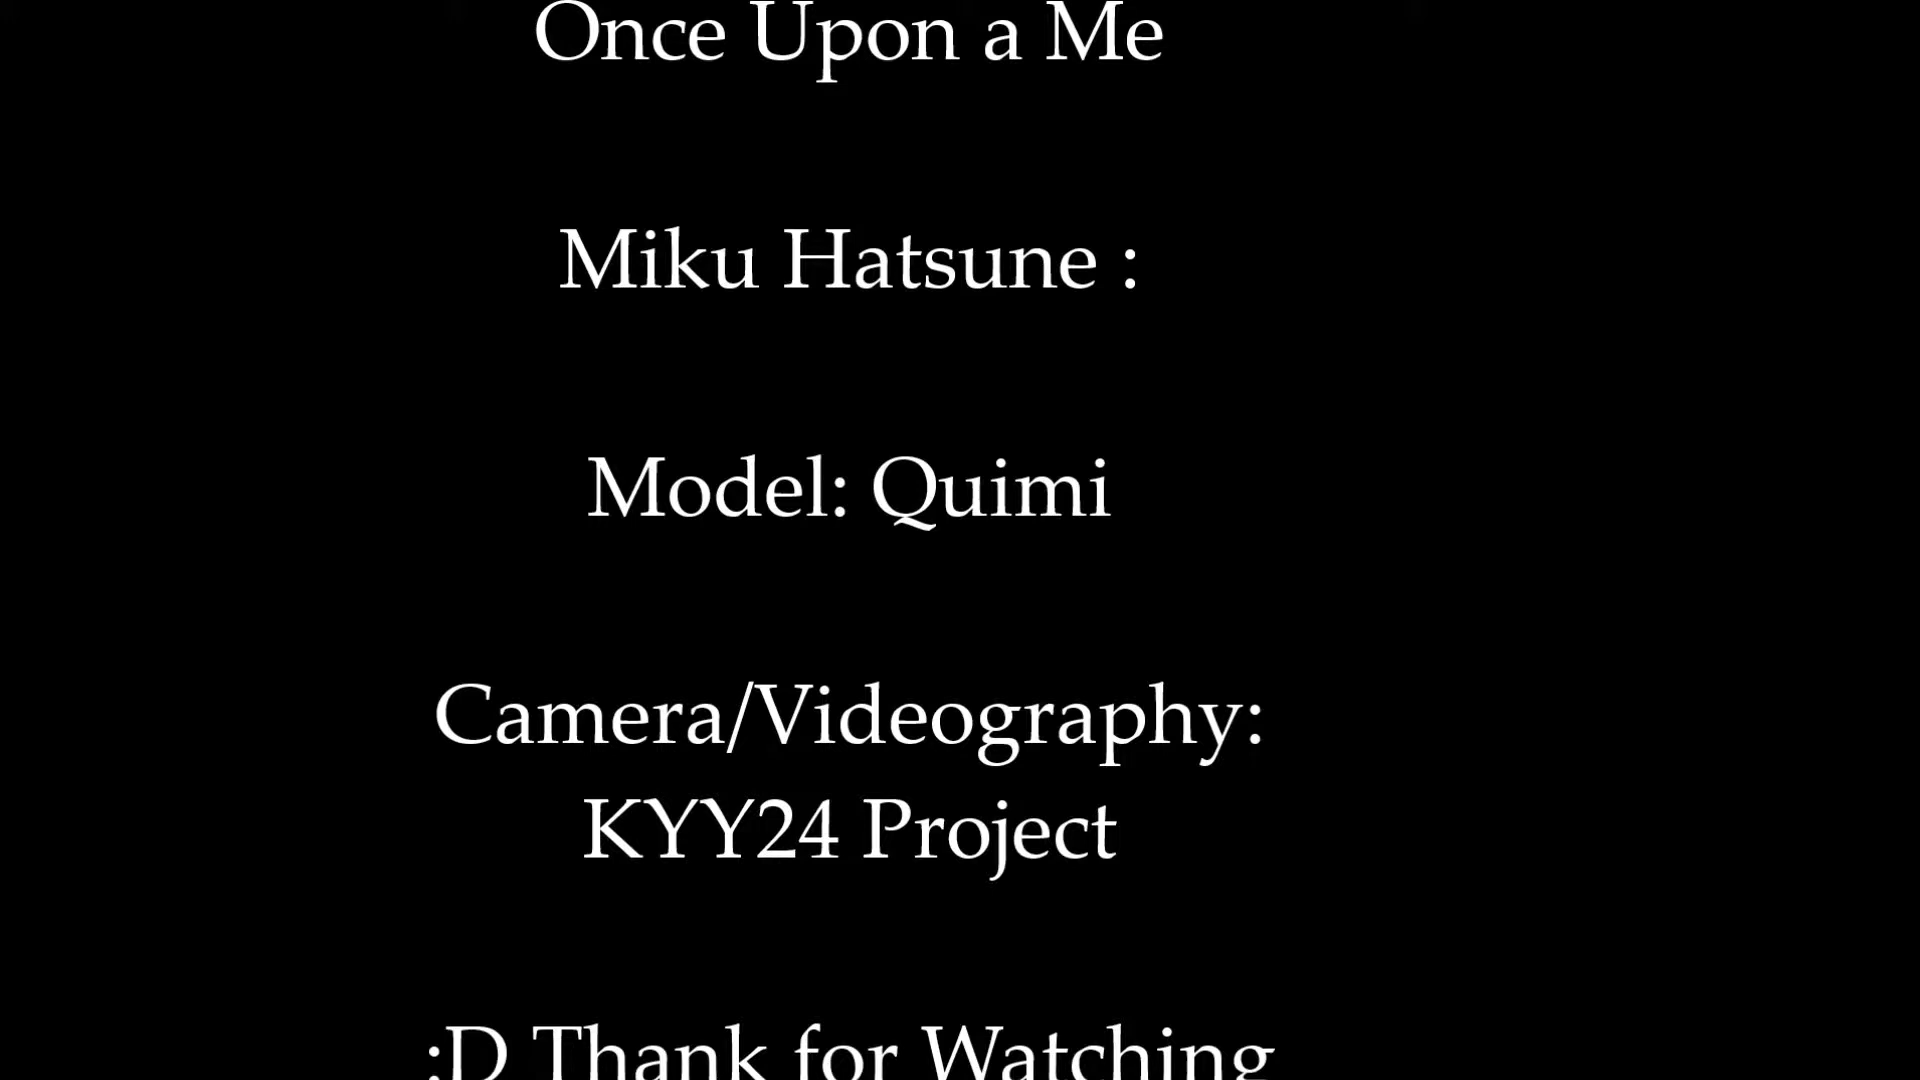 Once Upon a Me
Miku Hatsune :
Model: Quimi
Camera/Videography:
KYY24 Project
:D Thank for Watching